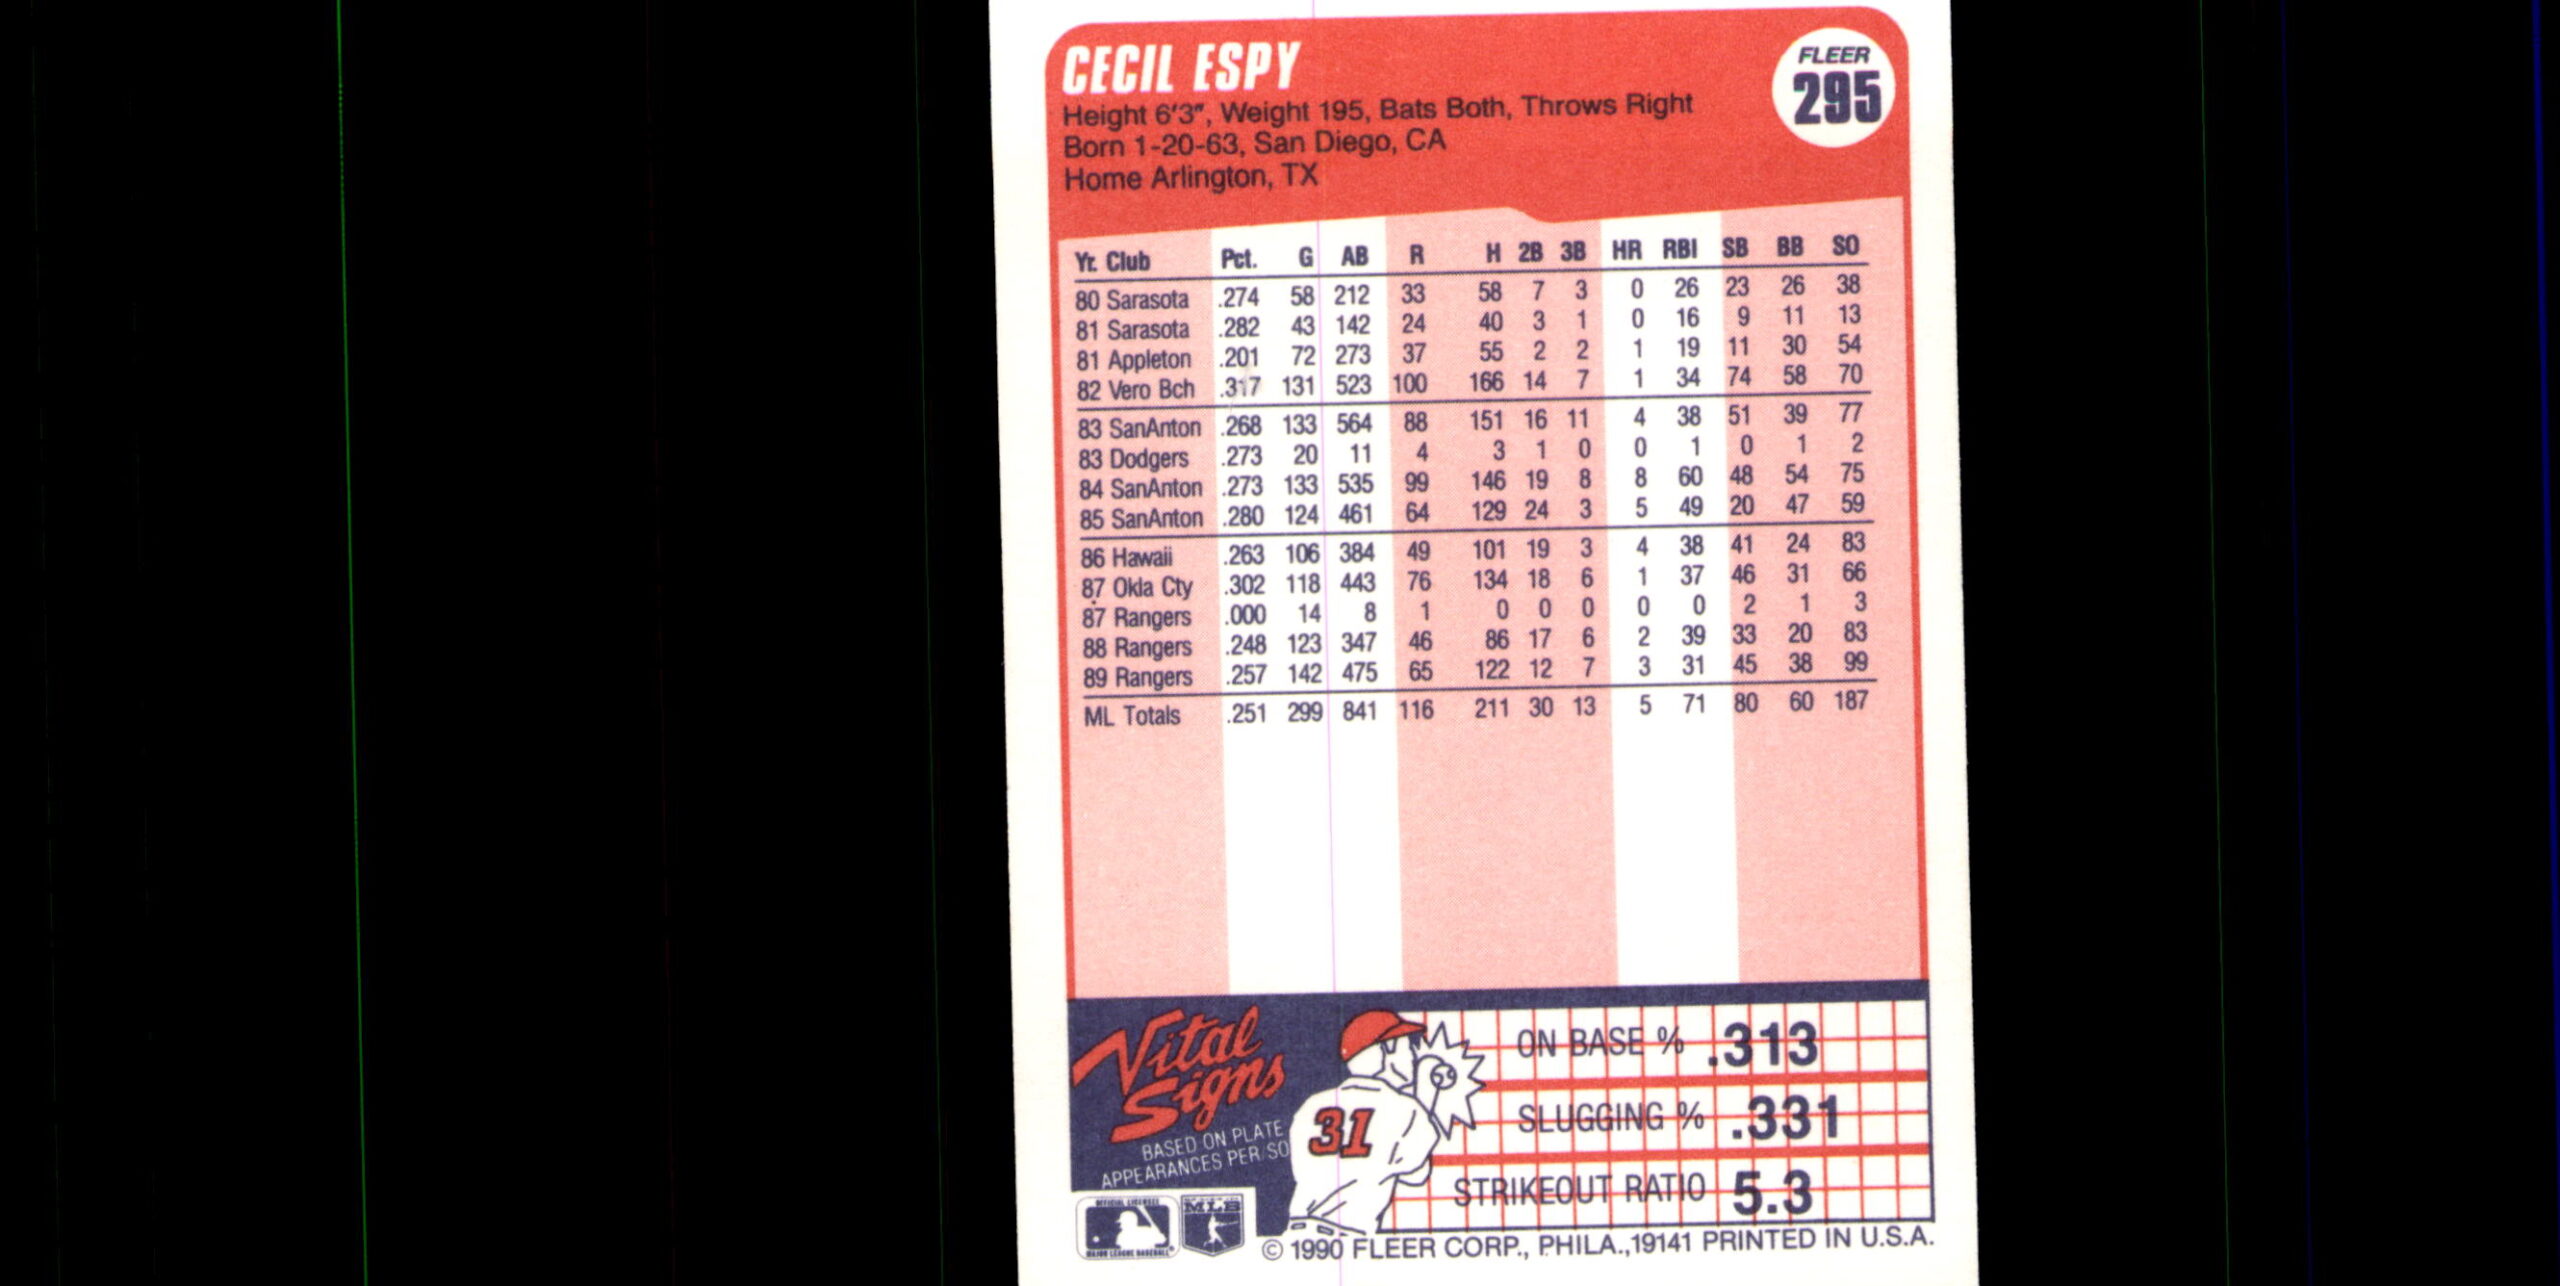 CECIL ESPY
FLEER
295
Height 6'3", Weight 195, Bats Both, Throws Right
Born 1-20-63, San Diego, CA
Home Arlington, TX
Yr. Club Pct. G AB R H 2B 3B HR RBI SB BB SO
80 Sarasota .274 58 212 33 58 7 3 0 26 23 26 38
81 Sarasota .282 43 142 24 40 3 1 0 16 9 11 13
81 Appleton .201 72 273 37 55 2 2 1 19 11 30 54
82 Vero Bch .317 131 523 100 166 14 7 1 34 74 58 70
83 SanAnton .268 133 564 88 151 16 11 4 38 51 39 77
83 Dodgers .273 20 11 4 3 1 0 0 1 0 1 2
84 SanAnton .273 133 535 99 146 19 8 8 60 48 54 75
85 SanAnton .280 124 461 64 129 24 3 5 49 20 47 59
86 Hawaii .263 106 384 49 101 19 3 4 38 41 24 83
87 Okla Cty .302 118 443 76 134 18 6 1 37 46 31 66
87 Rangers .000 14 8 1 0 0 0 0 0 2 1 3
88 Rangers .248 123 347 46 86 17 6 2 39 33 20 83
89 Rangers .257 142 475 65 122 12 7 3 31 45 38 99
ML Totals .251 299 841 116 211 30 13 5 71 80 60 187
Vital
Signs
BASED ON PLATE
APPEARANCES PER/SO
31
ON BASE % .313
SLUGGING % .331
STRIKEOUT RATIO 5.3
OFFICIAL LICENSEE
MAJOR LEAGUE BASEBALL
MLB
© 1990 FLEER CORP., PHILA.,19141 PRINTED IN U.S.A.